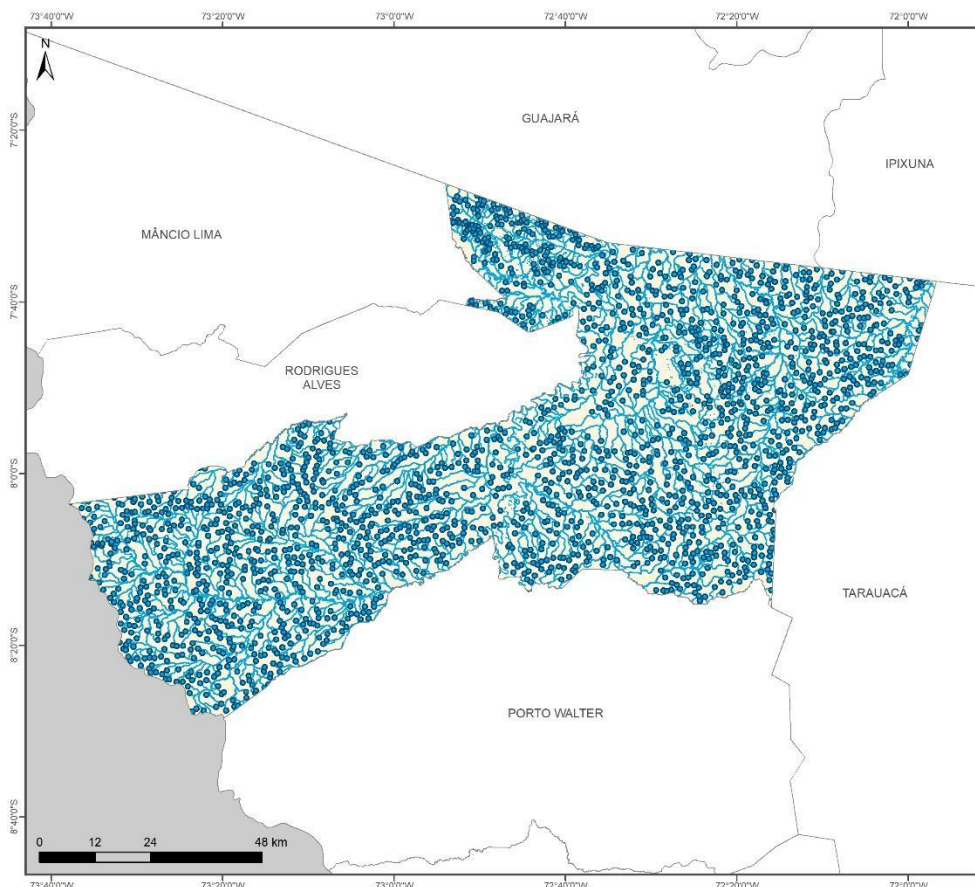 73°40'0"W 73°20'0"W 73°0'0"W 72°40'0"W 72°20'0"W 72°0'0"W
N
GUAJARÁ
7°20'0"S
IPIXUNA
MÂNCIO LIMA
7°40'0"S
RODRIGUES
ALVES
8°0'0"S
TARAUACÁ
8°20'0"S
PORTO WALTER
8°40'0"S
0 12 24 48 km
73°40'0"W 73°20'0"W 73°0'0"W 72°40'0"W 72°20'0"W 72°0'0"W